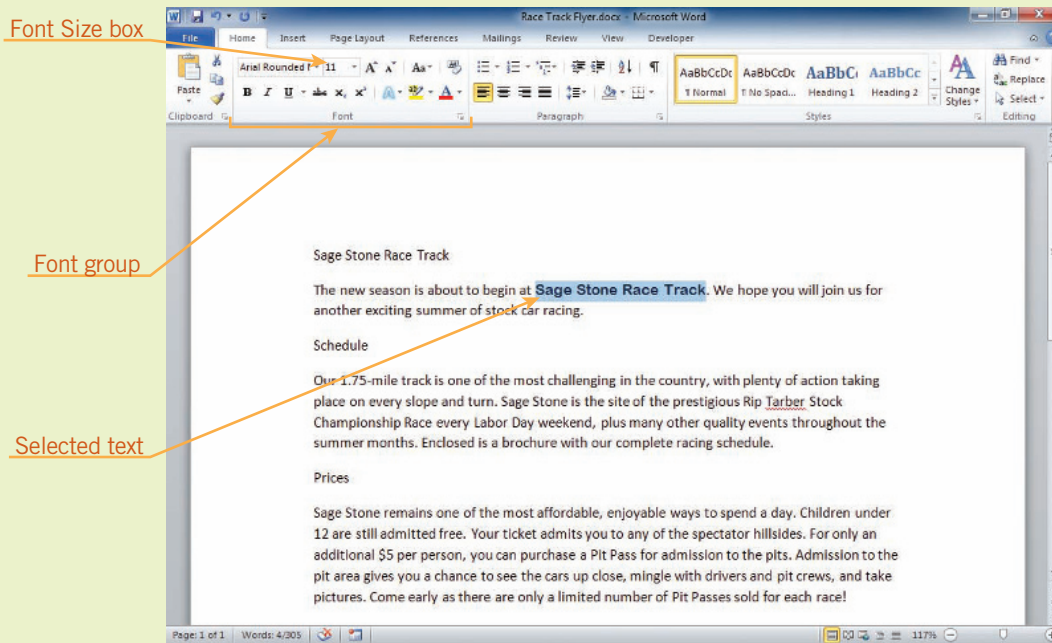 Font Size box
Font group
Selected text
Race Track Flyer.docx - Microsoft Word
File Home Insert Page Layout References Mailings Review View Developer
Paste
Arial Rounded 11
B I U abc x₂ x² A A
Aa
AaBbCcDc AaBbCcDc AaBbC AaBbCc
¶ Normal ¶ No Spaci... Heading 1 Heading 2
Change Styles
Find
Replace
Select
Clipboard Font Paragraph Styles Editing
Sage Stone Race Track
The new season is about to begin at Sage Stone Race Track. We hope you will join us for
another exciting summer of stock car racing.
Schedule
Our 1.75-mile track is one of the most challenging in the country, with plenty of action taking
place on every slope and turn. Sage Stone is the site of the prestigious Rip Tarber Stock
Championship Race every Labor Day weekend, plus many other quality events throughout the
summer months. Enclosed is a brochure with our complete racing schedule.
Prices
Sage Stone remains one of the most affordable, enjoyable ways to spend a day. Children under
12 are still admitted free. Your ticket admits you to any of the spectator hillsides. For only an
additional $5 per person, you can purchase a Pit Pass for admission to the pits. Admission to the
pit area gives you a chance to see the cars up close, mingle with drivers and pit crews, and take
pictures. Come early as there are only a limited number of Pit Passes sold for each race!
Page: 1 of 1 Words: 4/305 117%